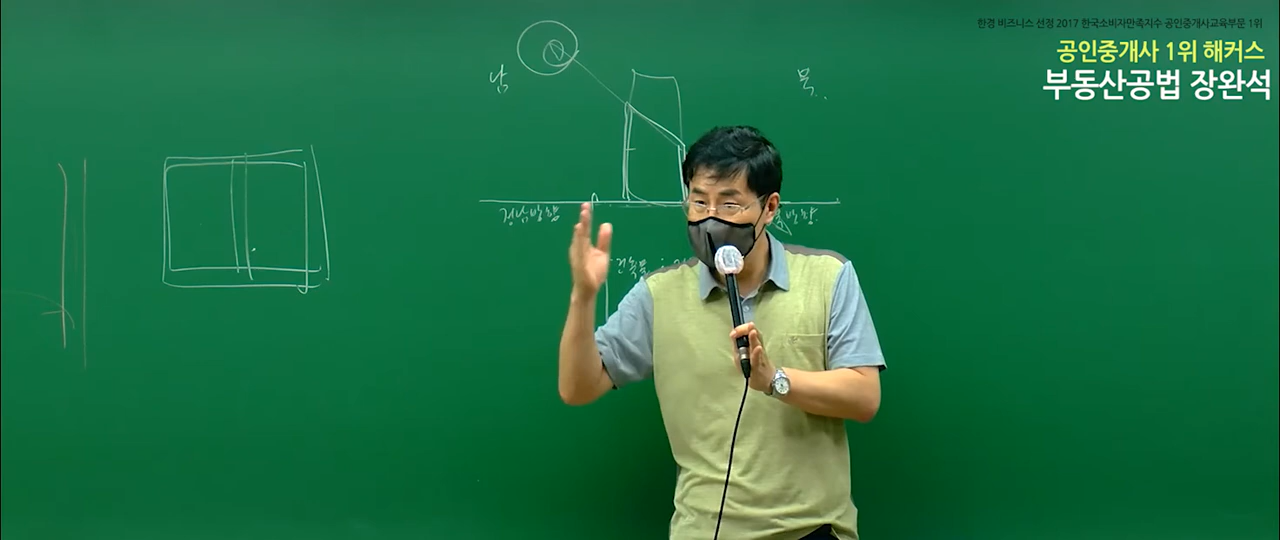 한경 비즈니스 선정 2017 한국소비자만족지수 공인중개사교육부문 1위
공인중개사 1위 해커스
부동산공법 장완석
남
북
정남방향